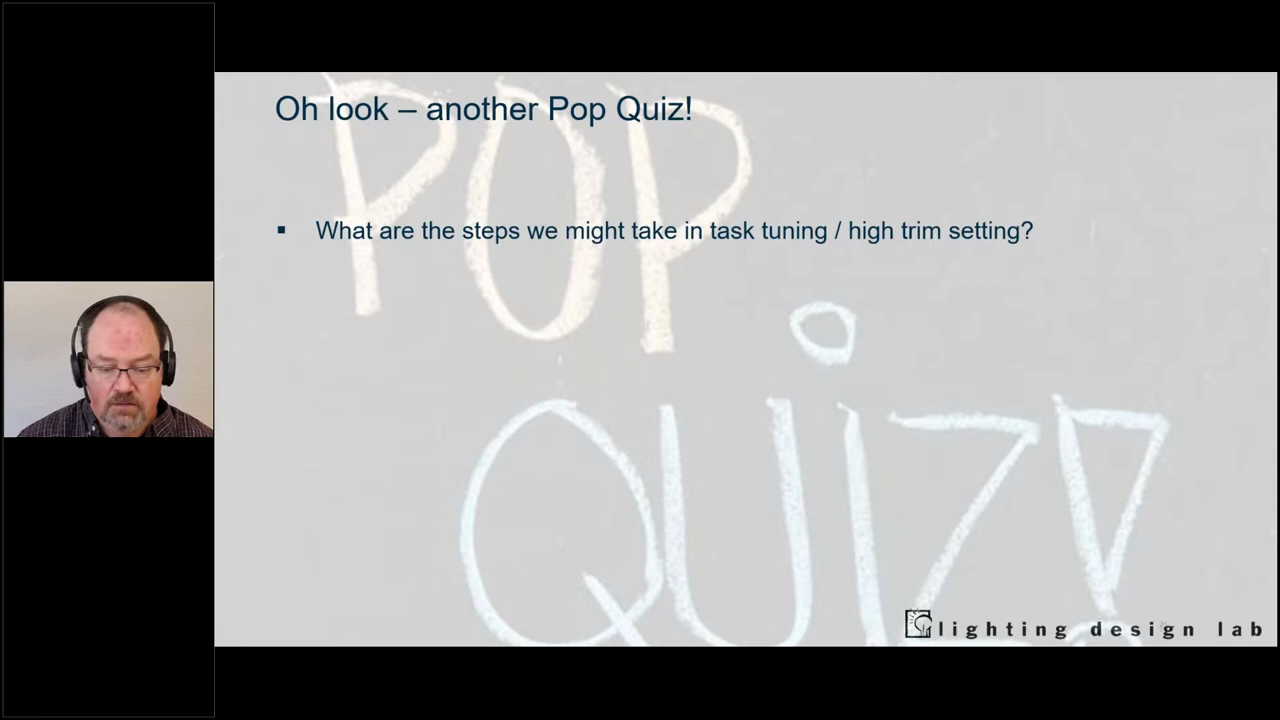 Oh look – another Pop Quiz!
▪ What are the steps we might take in task tuning / high trim setting?
POP
QUiZ!
lighting design lab